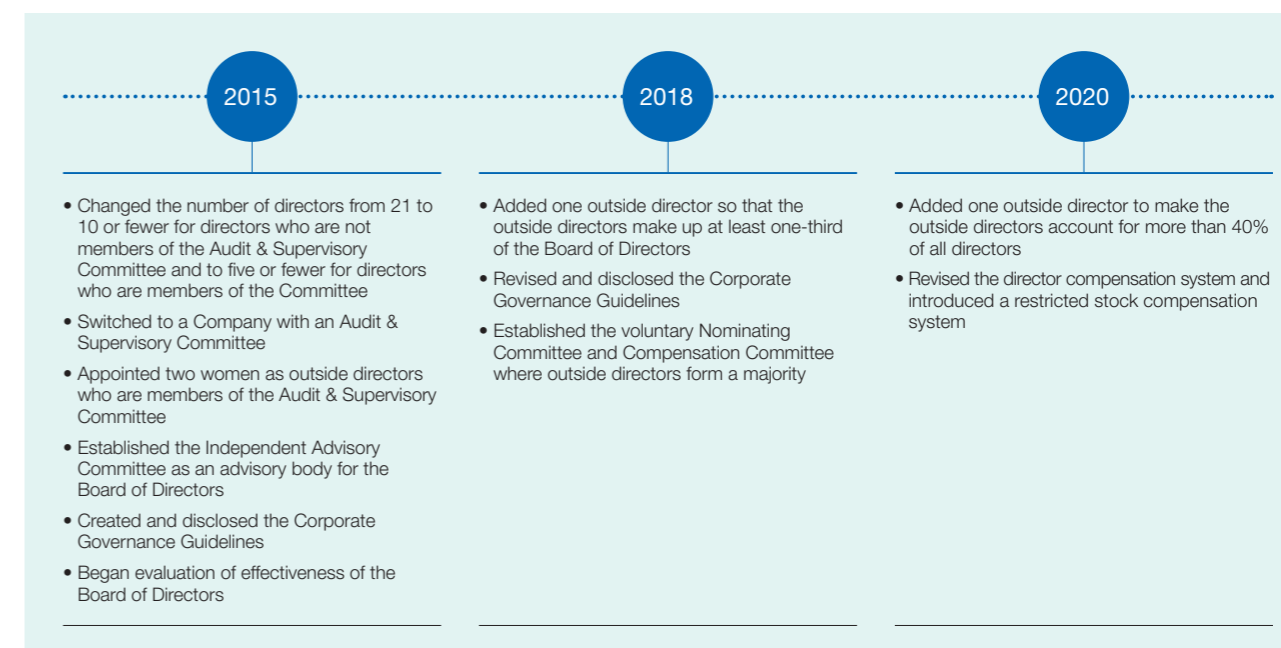 2015
• Changed the number of directors from 21 to
10 or fewer for directors who are not
members of the Audit & Supervisory
Committee and to five or fewer for directors
who are members of the Committee
• Switched to a Company with an Audit &
Supervisory Committee
• Appointed two women as outside directors
who are members of the Audit & Supervisory
Committee
• Established the Independent Advisory
Committee as an advisory body for the
Board of Directors
• Created and disclosed the Corporate
Governance Guidelines
• Began evaluation of effectiveness of the
Board of Directors
2018
• Added one outside director so that the
outside directors make up at least one-third
of the Board of Directors
• Revised and disclosed the Corporate
Governance Guidelines
• Established the voluntary Nominating
Committee and Compensation Committee
where outside directors form a majority
2020
• Added one outside director to make the
outside directors account for more than 40%
of all directors
• Revised the director compensation system and
introduced a restricted stock compensation
system